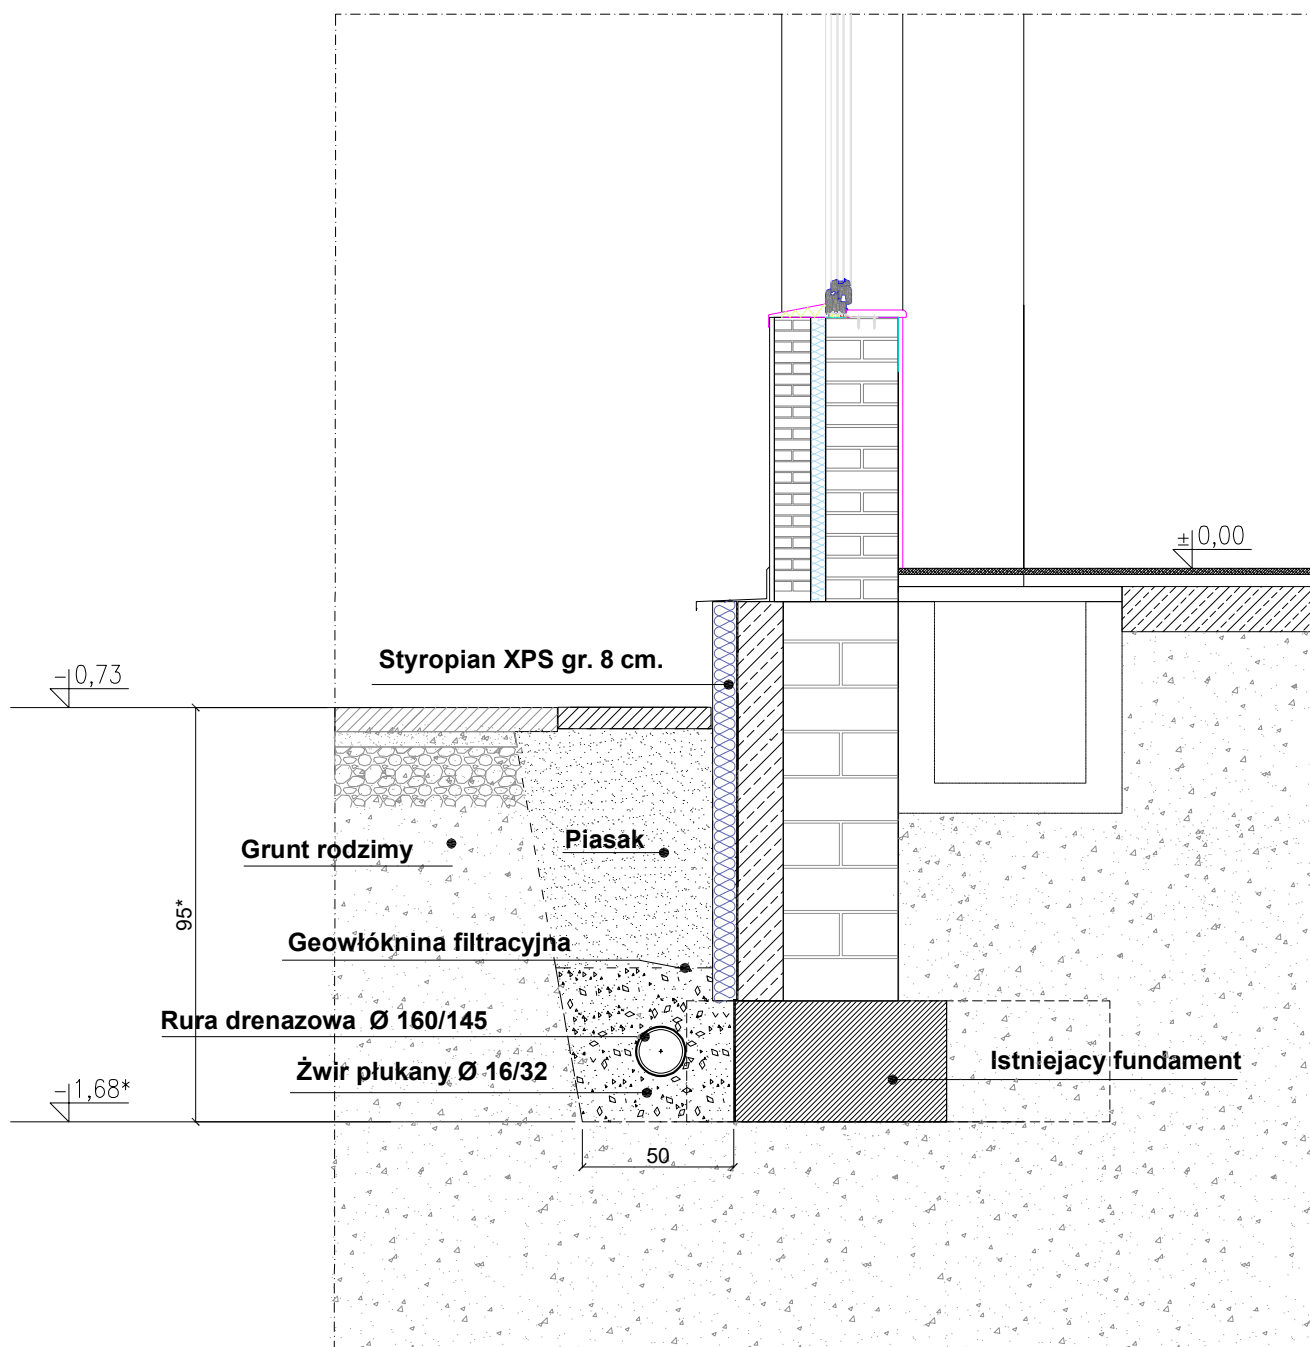 ±0,00
Styropian XPS gr. 8 cm.
-0,73
Grunt rodzimy
Piasak
95*
Geowłóknina filtracyjna
Rura drenazowa Ø 160/145
Żwir płukany Ø 16/32
Istniejacy fundament
-1,68*
50